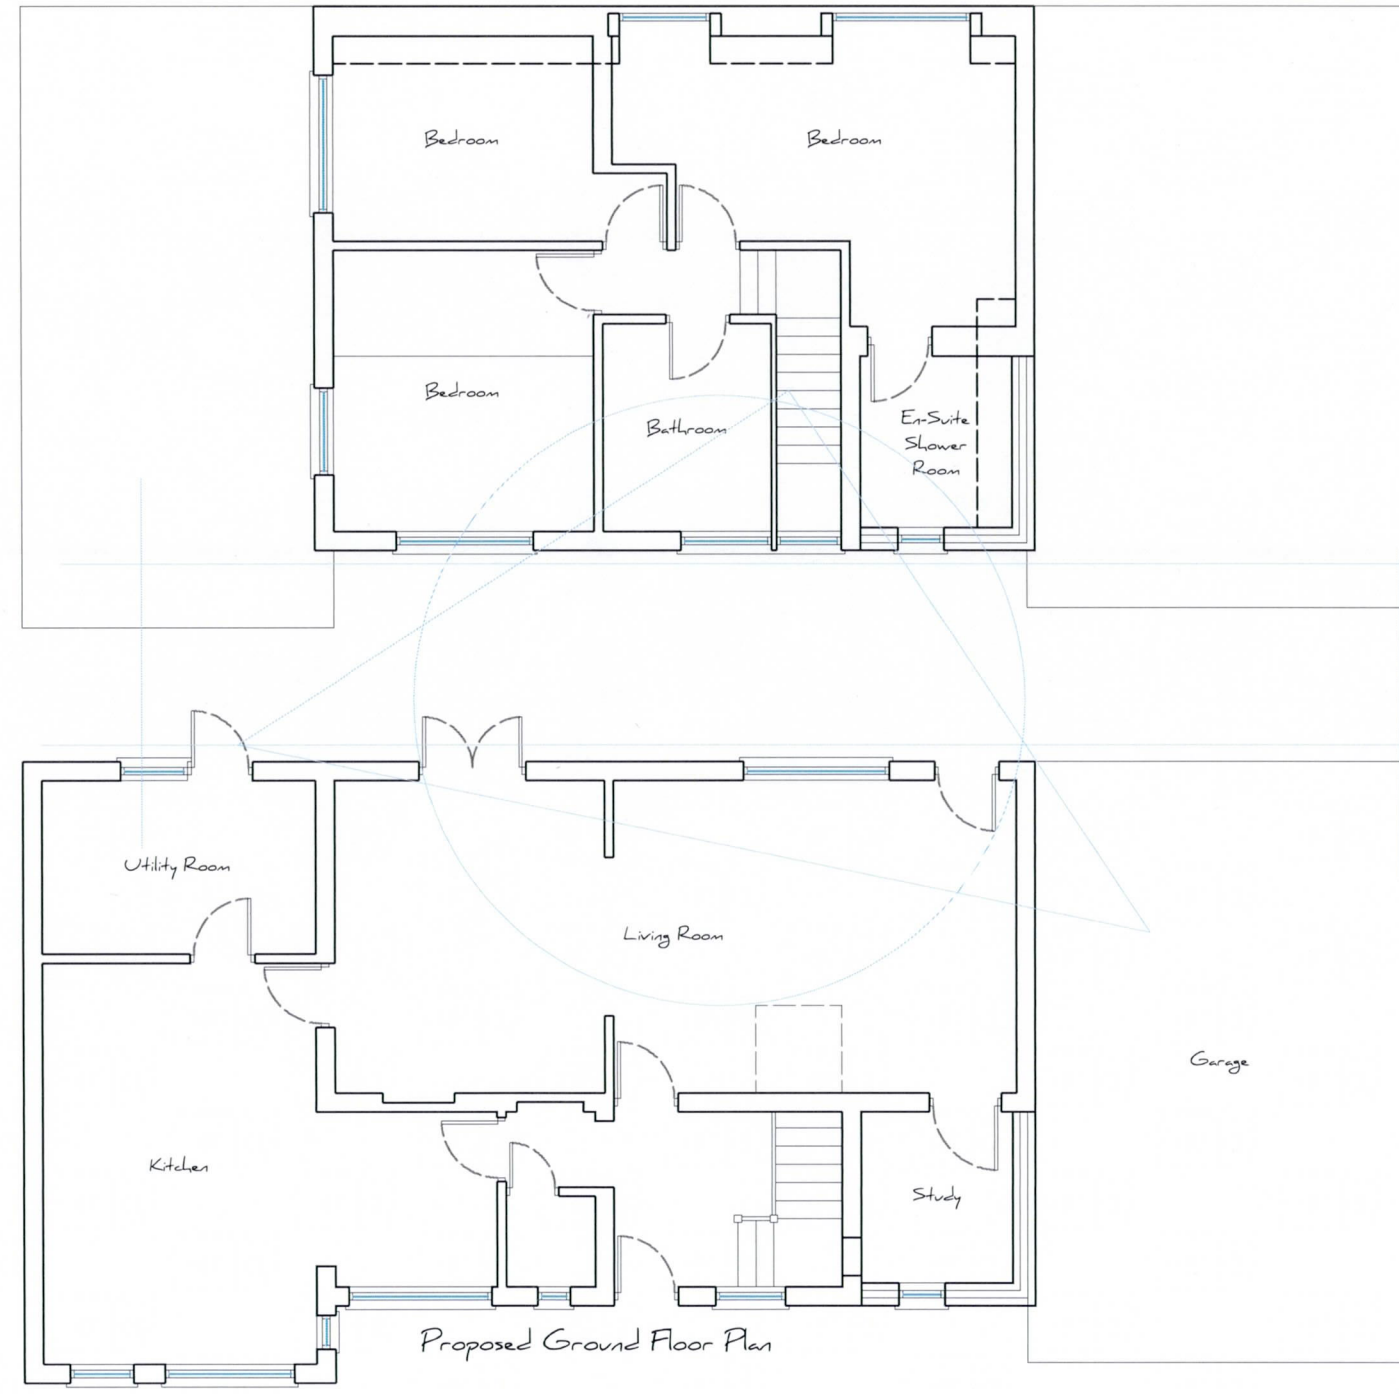 Bedroom
Bedroom
Bedroom
Bathroom
En-Suite
Shower
Room
Utility Room
Living Room
Garage
Kitchen
Study
Proposed Ground Floor Plan